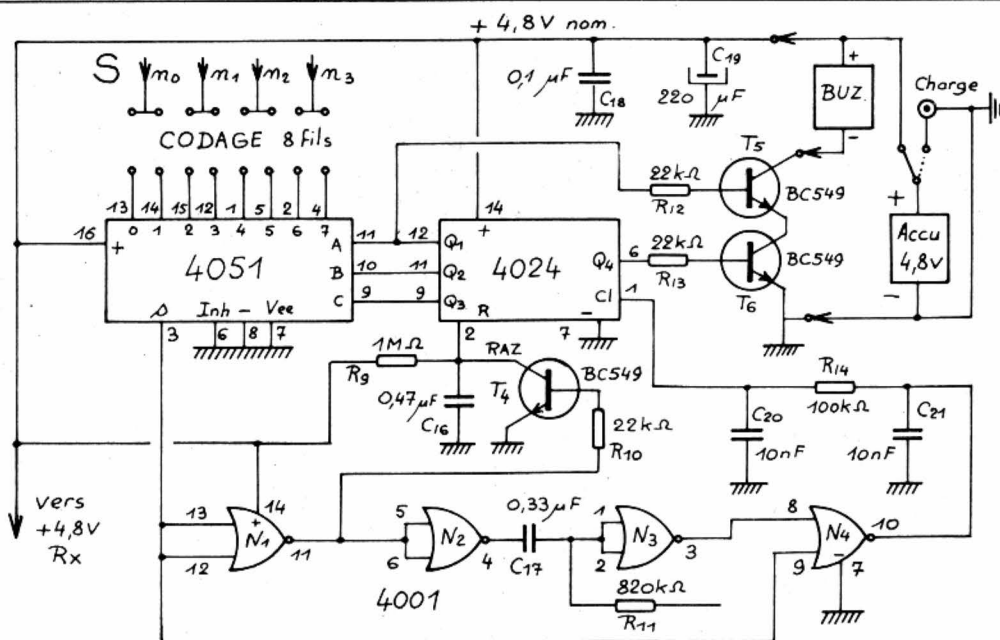 + 4,8V nom.
S n0 n1 n2 n3
CODAGE 8 fils
0,1 µF
C18
C19
220 µF
+
BUZ.
-
Charge
T5
22kΩ
R12
BC549
13 14 15 12 1 5 2 4
0 1 2 3 4 5 6 7
16
+
4051
A 11
B 10
C 9
s
3
Inh - Vee
6 8 7
14
+
12 Q1
11 Q2
9 Q3
4024
Q4 6
Cl 1
R
2
-
7
22kΩ
R13
BC549
T6
+
Accu
4,8V
-
1MΩ
R9
0,47µF
C16
RAZ
T4
BC549
22kΩ
R10
R14
100kΩ
C20
10nF
C21
10nF
vers
+4,8V
Rx
13
12
14
+
N1
11
5
6
N2
4
0,33µF
C17
1
2
N3
3
820kΩ
R11
8
9
N4
-
10
7
4001